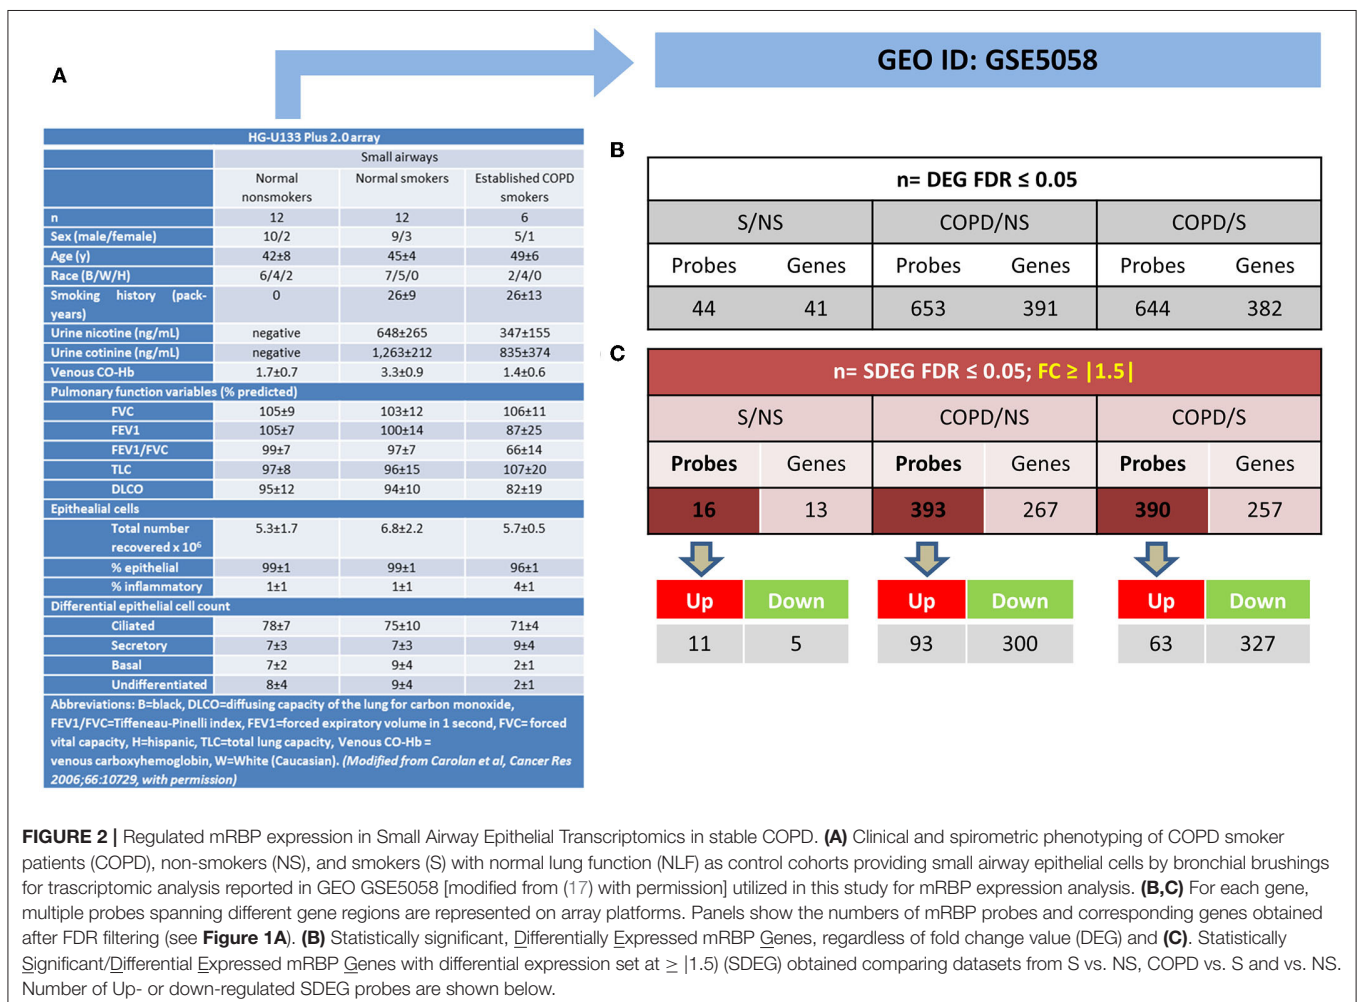 A
GEO ID: GSE5058
HG-U133 Plus 2.0 array
Small airways
Normal nonsmokers Normal smokers Established COPD smokers
n 12 12 6
Sex (male/female) 10/2 9/3 5/1
Age (y) 42±8 45±4 49±6
Race (B/W/H) 6/4/2 7/5/0 2/4/0
Smoking history (pack-years) 0 26±9 26±13
Urine nicotine (ng/mL) negative 648±265 347±155
Urine cotinine (ng/mL) negative 1,263±212 835±374
Venous CO-Hb 1.7±0.7 3.3±0.9 1.4±0.6
Pulmonary function variables (% predicted)
FVC 105±9 103±12 106±11
FEV1 105±7 100±14 87±25
FEV1/FVC 99±7 97±7 66±14
TLC 97±8 96±15 107±20
DLCO 95±12 94±10 82±19
Epithealial cells
Total number recovered x 10⁶ 5.3±1.7 6.8±2.2 5.7±0.5
% epithelial 99±1 99±1 96±1
% inflammatory 1±1 1±1 4±1
Differential epithelial cell count
Ciliated 78±7 75±10 71±4
Secretory 7±3 7±3 9±4
Basal 7±2 9±4 2±1
Undifferentiated 8±4 9±4 2±1
Abbreviations: B=black, DLCO=diffusing capacity of the lung for carbon monoxide,
FEV1/FVC=Tiffeneau-Pinelli index, FEV1=forced expiratory volume in 1 second, FVC= forced
vital capacity, H=hispanic, TLC=total lung capacity, Venous CO-Hb =
venous carboxyhemoglobin, W=White (Caucasian). (Modified from Carolan et al, Cancer Res
2006;66:10729, with permission)
B
n= DEG FDR ≤ 0.05
S/NS COPD/NS COPD/S
Probes Genes Probes Genes Probes Genes
44 41 653 391 644 382
C
n= SDEG FDR ≤ 0.05; FC ≥ |1.5|
S/NS COPD/NS COPD/S
Probes Genes Probes Genes Probes Genes
16 13 393 267 390 257
Up Down Up Down Up Down
11 5 93 300 63 327
FIGURE 2 | Regulated mRBP expression in Small Airway Epithelial Transcriptomics in stable COPD. (A) Clinical and spirometric phenotyping of COPD smoker
patients (COPD), non-smokers (NS), and smokers (S) with normal lung function (NLF) as control cohorts providing small airway epithelial cells by bronchial brushings
for trascriptomic analysis reported in GEO GSE5058 [modified from (17) with permission] utilized in this study for mRBP expression analysis. (B,C) For each gene,
multiple probes spanning different gene regions are represented on array platforms. Panels show the numbers of mRBP probes and corresponding genes obtained
after FDR filtering (see Figure 1A). (B) Statistically significant, Differentially Expressed mRBP Genes, regardless of fold change value (DEG) and (C). Statistically
Significant/Differential Expressed mRBP Genes with differential expression set at ≥ |1.5) (SDEG) obtained comparing datasets from S vs. NS, COPD vs. S and vs. NS.
Number of Up- or down-regulated SDEG probes are shown below.